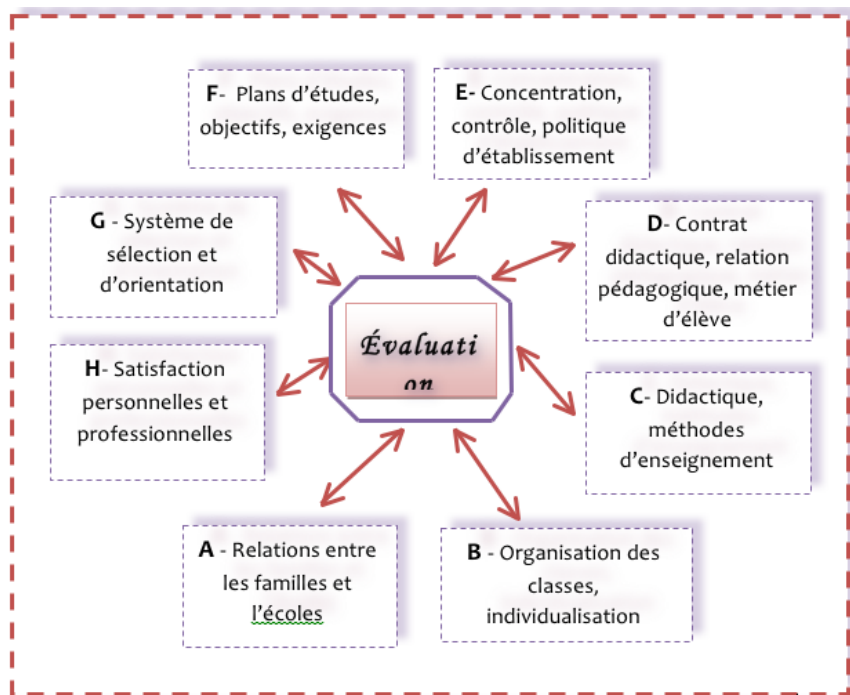 F- Plans d'études,
objectifs, exigences
E- Concentration,
contrôle, politique
d'établissement
G - Système de
sélection et
d'orientation
D- Contrat
didactique, relation
pédagogique, métier
d'élève
Évaluati
on
H- Satisfaction
personnelles et
professionnelles
C- Didactique,
méthodes
d'enseignement
A - Relations entre
les familles et
l'écoles
B - Organisation des
classes,
individualisation